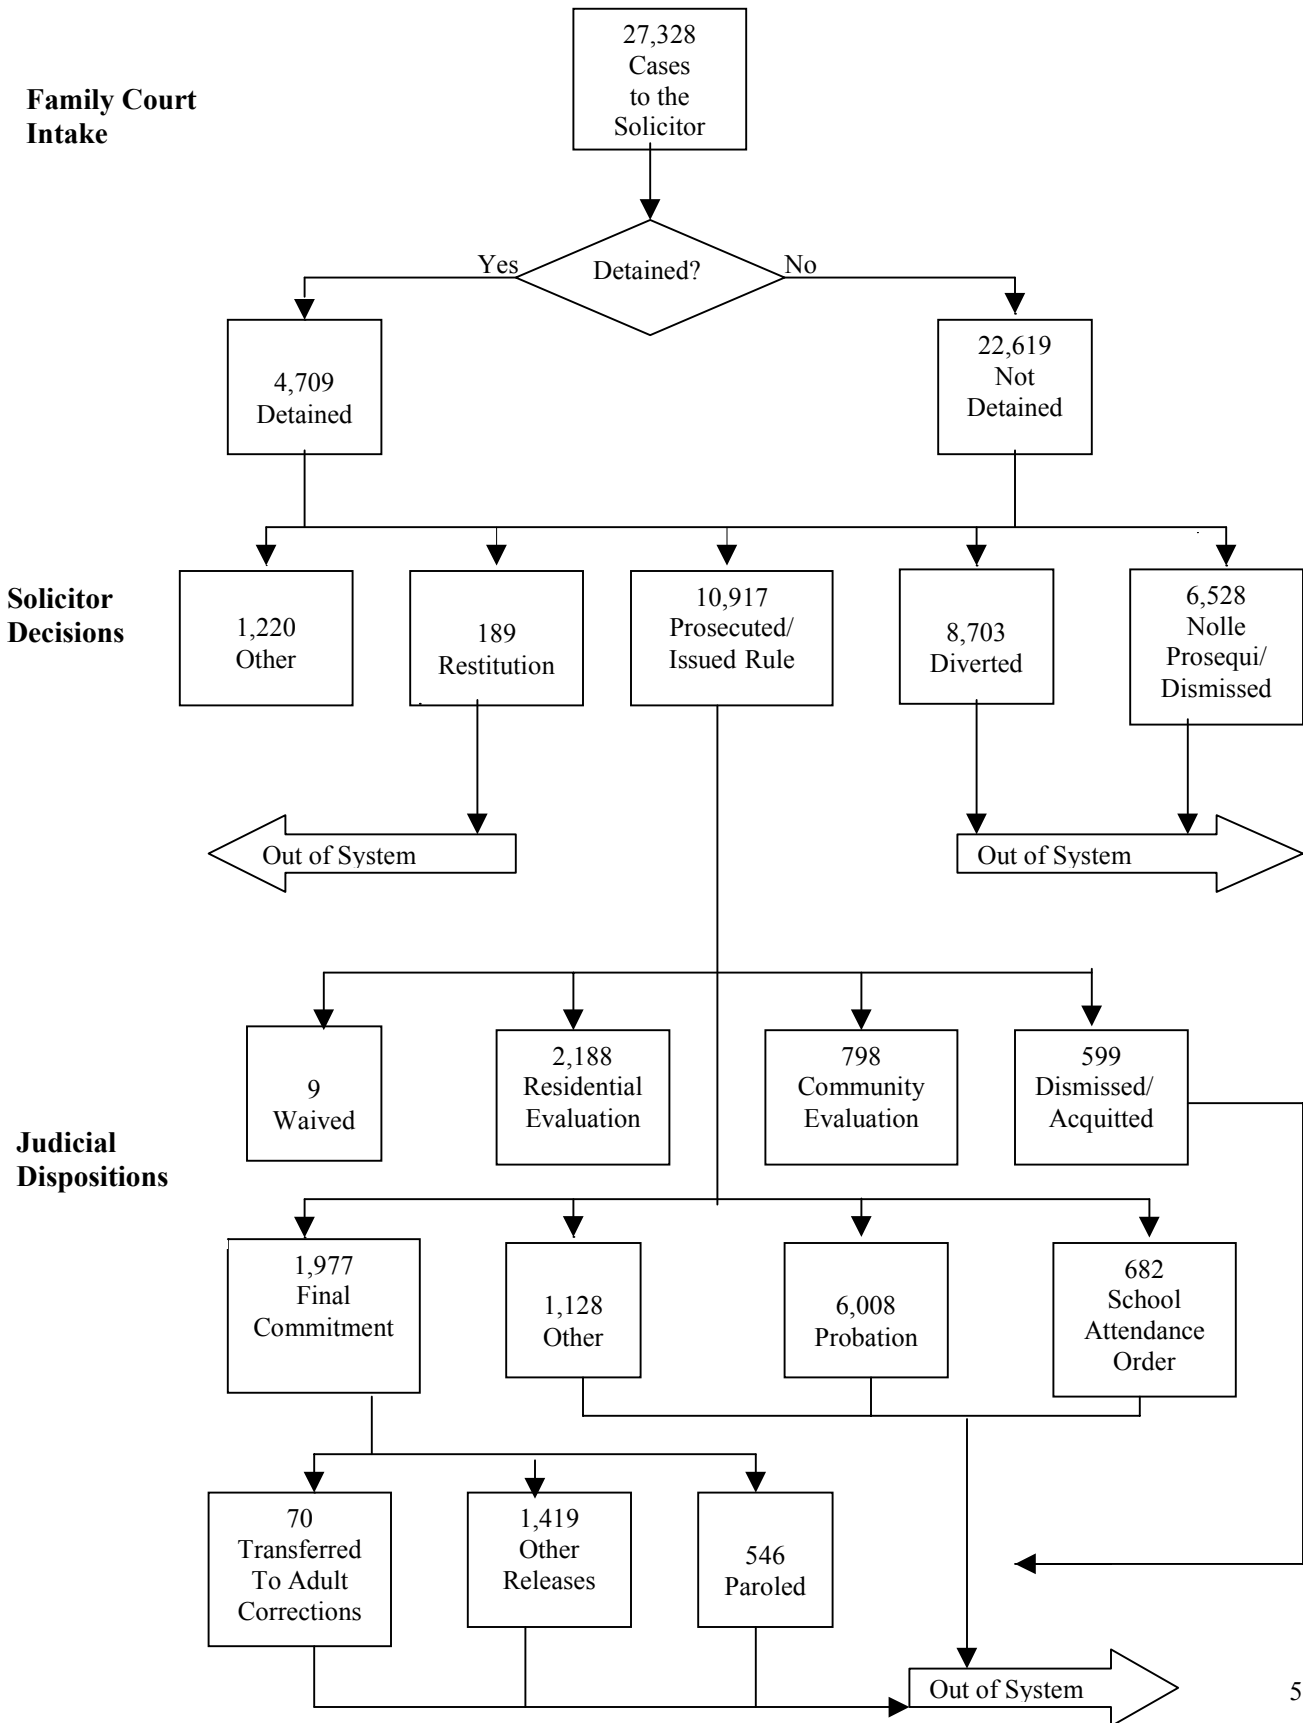 27,328
Cases
to the
Solicitor
Family Court
Intake
Yes
Detained?
No
4,709
Detained
22,619
Not
Detained
Solicitor
Decisions
1,220
Other
189
Restitution
10,917
Prosecuted/
Issued Rule
8,703
Diverted
6,528
Nolle
Prosequi/
Dismissed
Out of System
Out of System
Judicial
Dispositions
9
Waived
2,188
Residential
Evaluation
798
Community
Evaluation
599
Dismissed/
Acquitted
1,977
Final
Commitment
1,128
Other
6,008
Probation
682
School
Attendance
Order
70
Transferred
To Adult
Corrections
1,419
Other
Releases
546
Paroled
Out of System
5